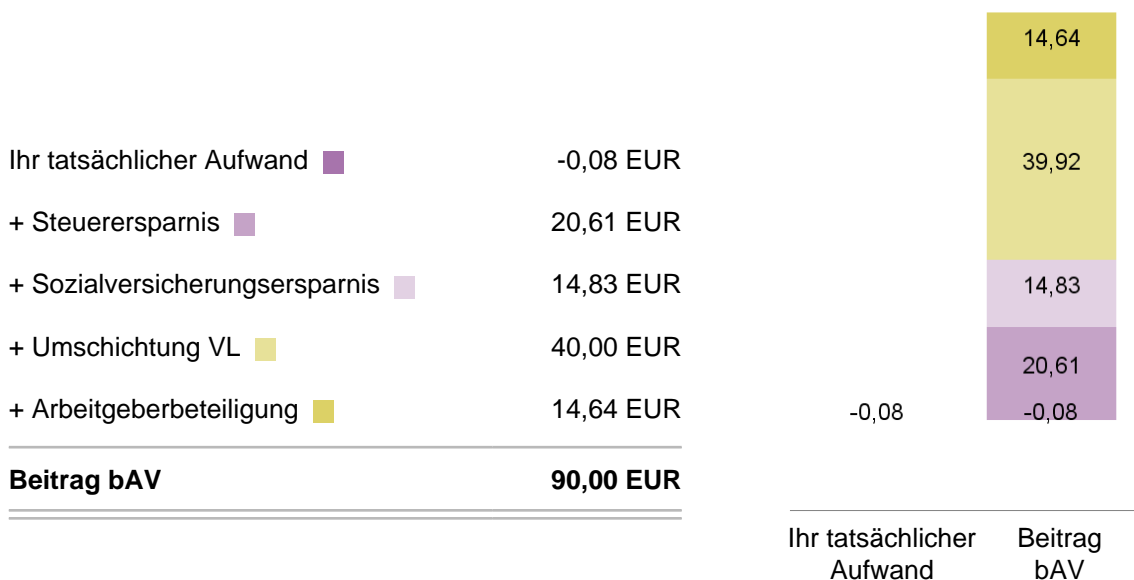 Ihr tatsächlicher Aufwand -0,08 EUR
+ Steuerersparnis 20,61 EUR
+ Sozialversicherungsersparnis 14,83 EUR
+ Umschichtung VL 40,00 EUR
+ Arbeitgeberbeteiligung 14,64 EUR
Beitrag bAV 90,00 EUR
14,64
39,92
14,83
20,61
-0,08 -0,08
Ihr tatsächlicher Beitrag
Aufwand bAV